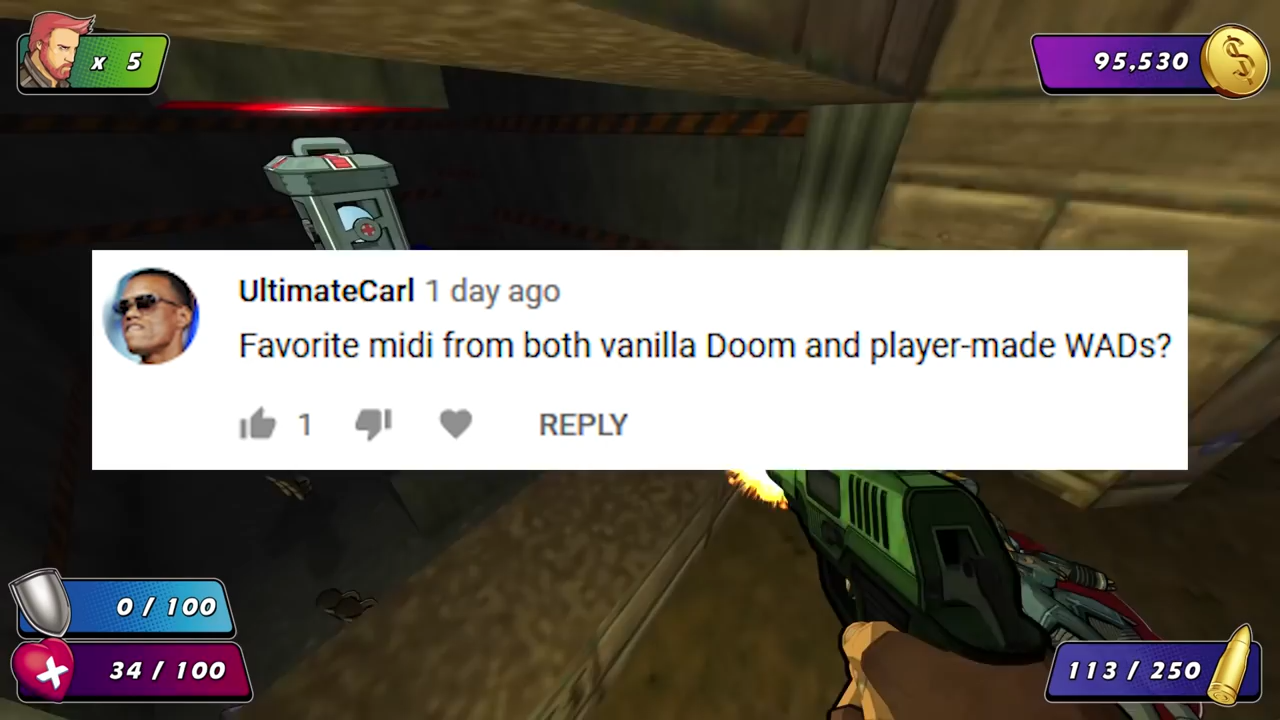 x 5
95,530
UltimateCarl 1 day ago
Favorite midi from both vanilla Doom and player-made WADs?
1
REPLY
0 / 100
34 / 100
113 / 250